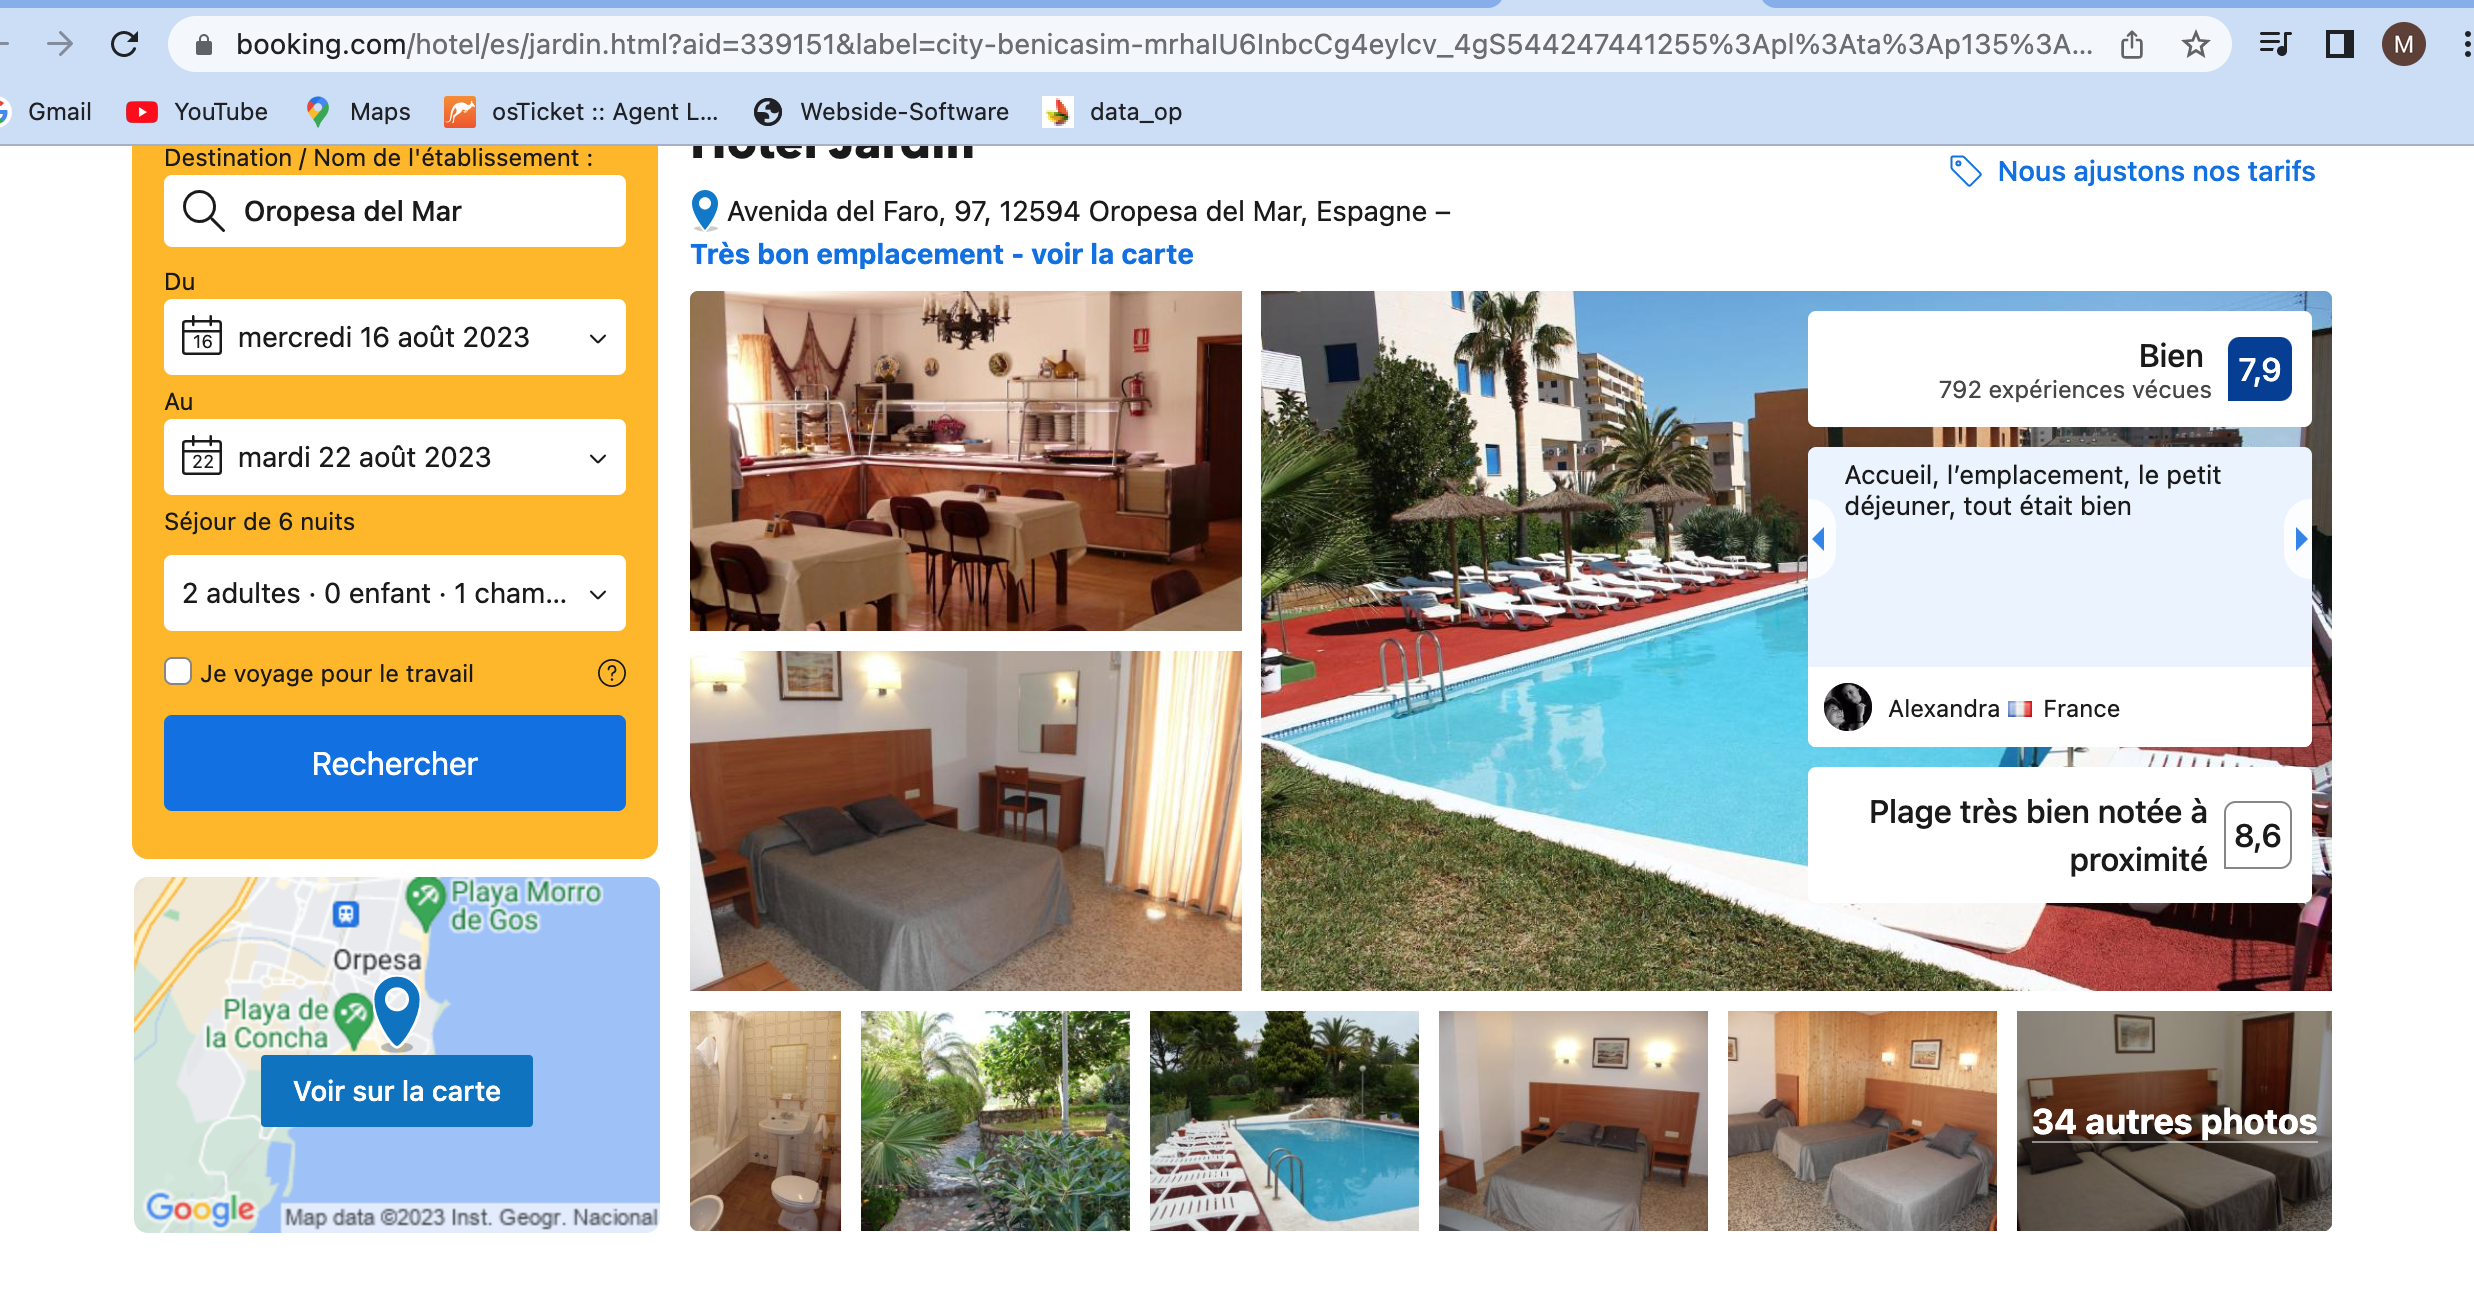 booking.com/hotel/es/jardin.html?aid=339151&label=city-benicasim-mrhaIU6InbcCg4eylcv_4gS544247441255%3Apl%3Ata%3Ap135%3A...
M
Gmail
YouTube
Maps
osTicket :: Agent L...
Webside-Software
data_op
Destination / Nom de l'établissement :
Oropesa del Mar
Du
16
mercredi 16 août 2023
Au
22
mardi 22 août 2023
Séjour de 6 nuits
2 adultes · 0 enfant · 1 cham...
Je voyage pour le travail
?
Rechercher
Hotel Jardin
Nous ajustons nos tarifs
Avenida del Faro, 97, 12594 Oropesa del Mar, Espagne –
Très bon emplacement - voir la carte
Bien
792 expériences vécues
7,9
Accueil, l’emplacement, le petit
déjeuner, tout était bien
Alexandra
France
Plage très bien notée à
proximité
8,6
Playa Morro
de Gos
Orpesa
Playa de
la Concha
Voir sur la carte
Google
Map data ©2023 Inst. Geogr. Nacional
34 autres photos